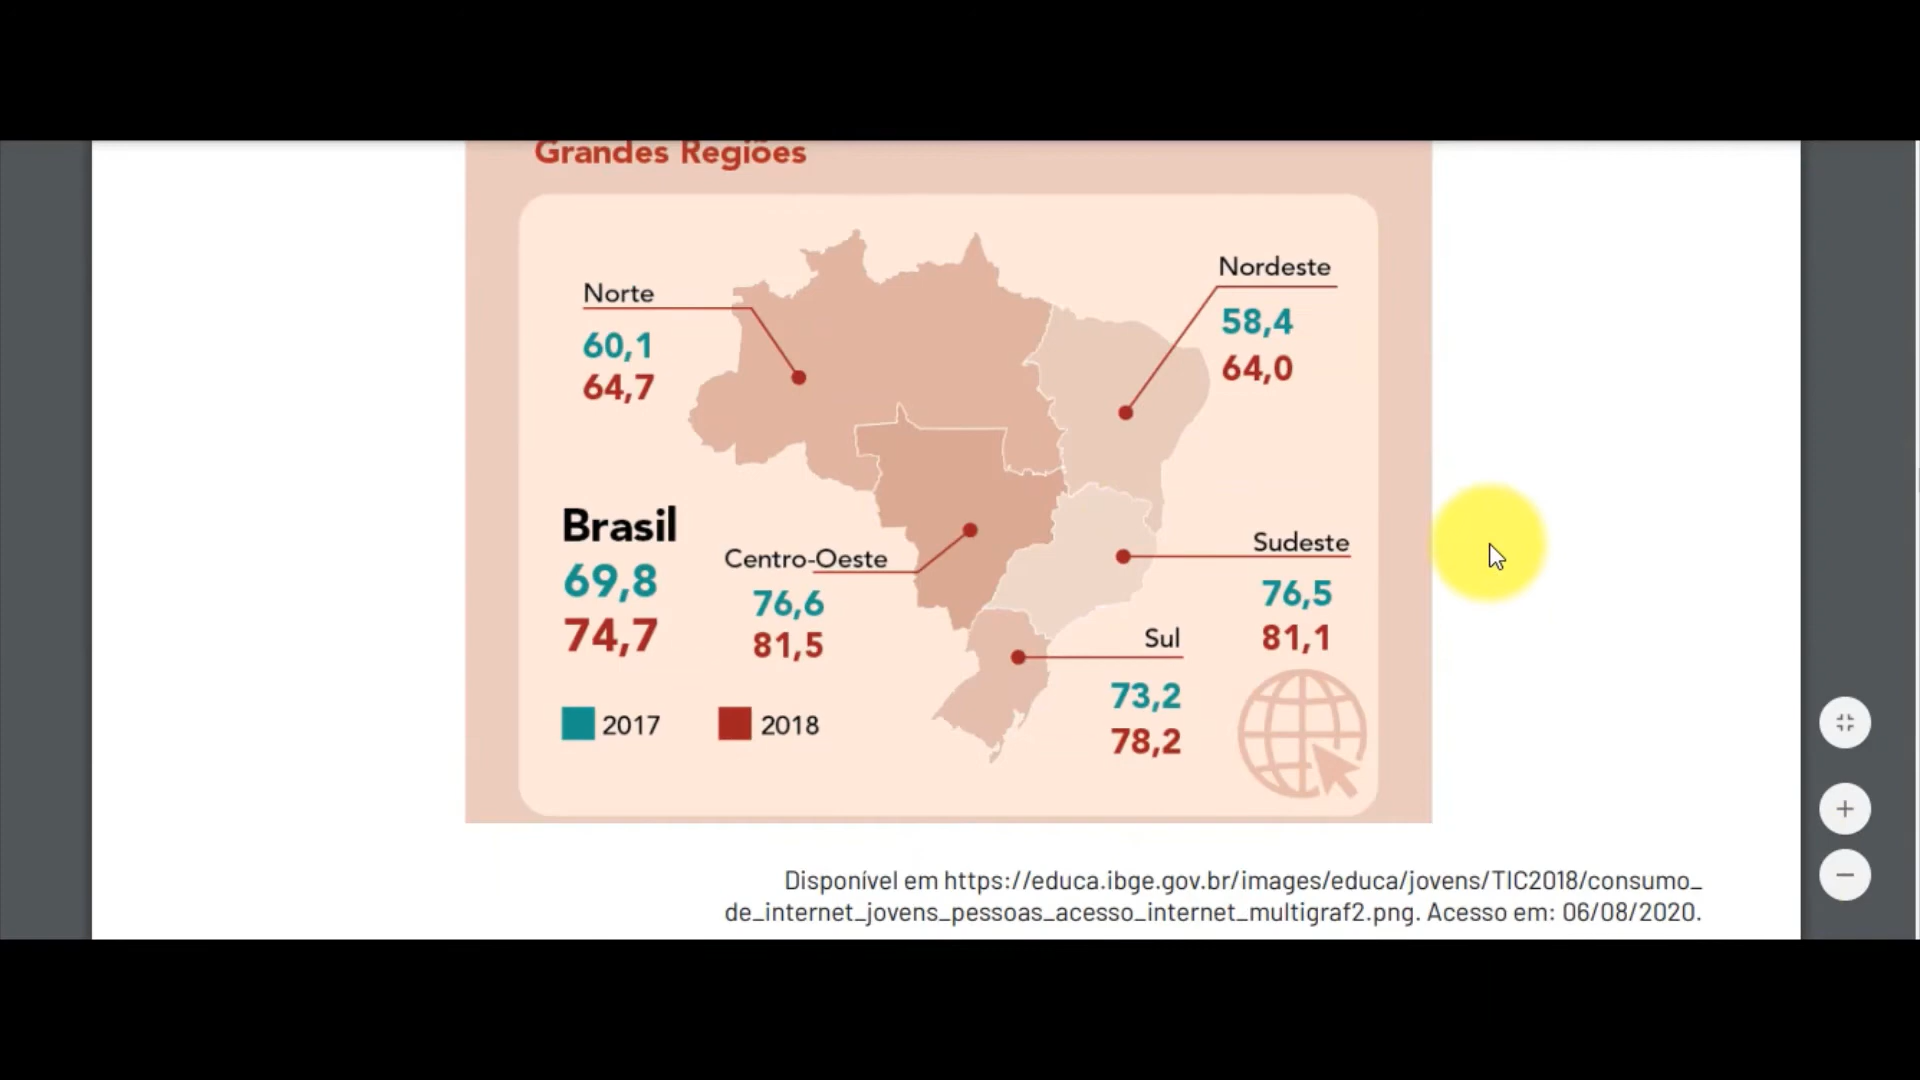 Grandes Regiões
Norte
60,1
64,7
Nordeste
58,4
64,0
Brasil
69,8
74,7
Centro-Oeste
76,6
81,5
Sudeste
76,5
81,1
Sul
73,2
78,2
2017
2018
Disponível em https://educa.ibge.gov.br/images/educa/jovens/TIC2018/consumo_
de_internet_jovens_pessoas_acesso_internet_multigraf2.png. Acesso em: 06/08/2020.